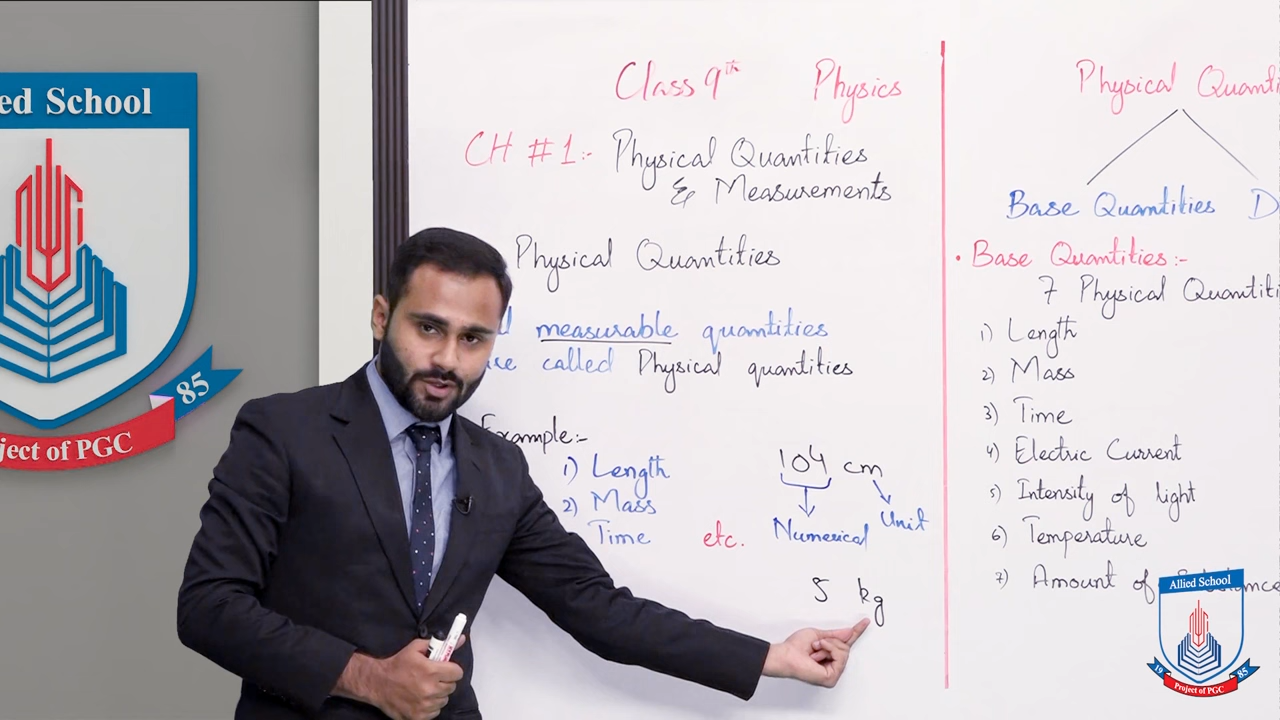 ed School
85
ject of PGC
Class 9th Physics
CH # 1:- Physical Quantities
& Measurements
Physical Quantities
measurable quantities
called Physical quantities
Example:-
1) Length
2) Mass
Time etc.
104 cm
Numerical Unit
5 kg
Physical Quanti
Base Quantities D
• Base Quantities:-
7 Physical Quantiti
1) Length
2) Mass
3) Time
4) Electric Current
5) Intensity of light
6) Temperature
7) Amount of
Allied School
19 85
Project of PGC